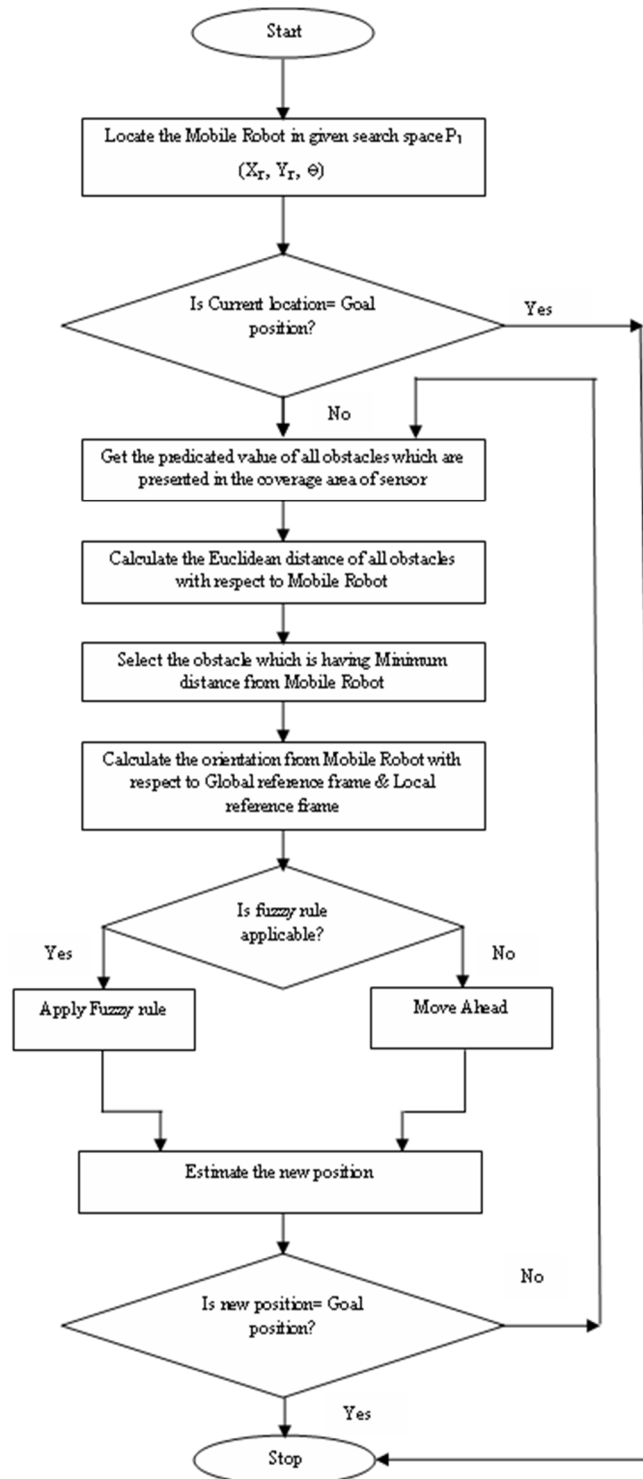 Start
Locate the Mobile Robot in given search space P₁
(Xᵣ, Yᵣ, ɵ)
Is Current location= Goal
position?
Yes
No
Get the predicated value of all obstacles which are
presented in the coverage area of sensor
Calculate the Euclidean distance of all obstacles
with respect to Mobile Robot
Select the obstacle which is having Minimum
distance from Mobile Robot
Calculate the orientation from Mobile Robot with
respect to Global reference frame & Local
reference frame
Is fuzzy rule
applicable?
Yes
No
Apply Fuzzy rule
Move Ahead
Estimate the new position
Is new position= Goal
position?
No
Yes
Stop